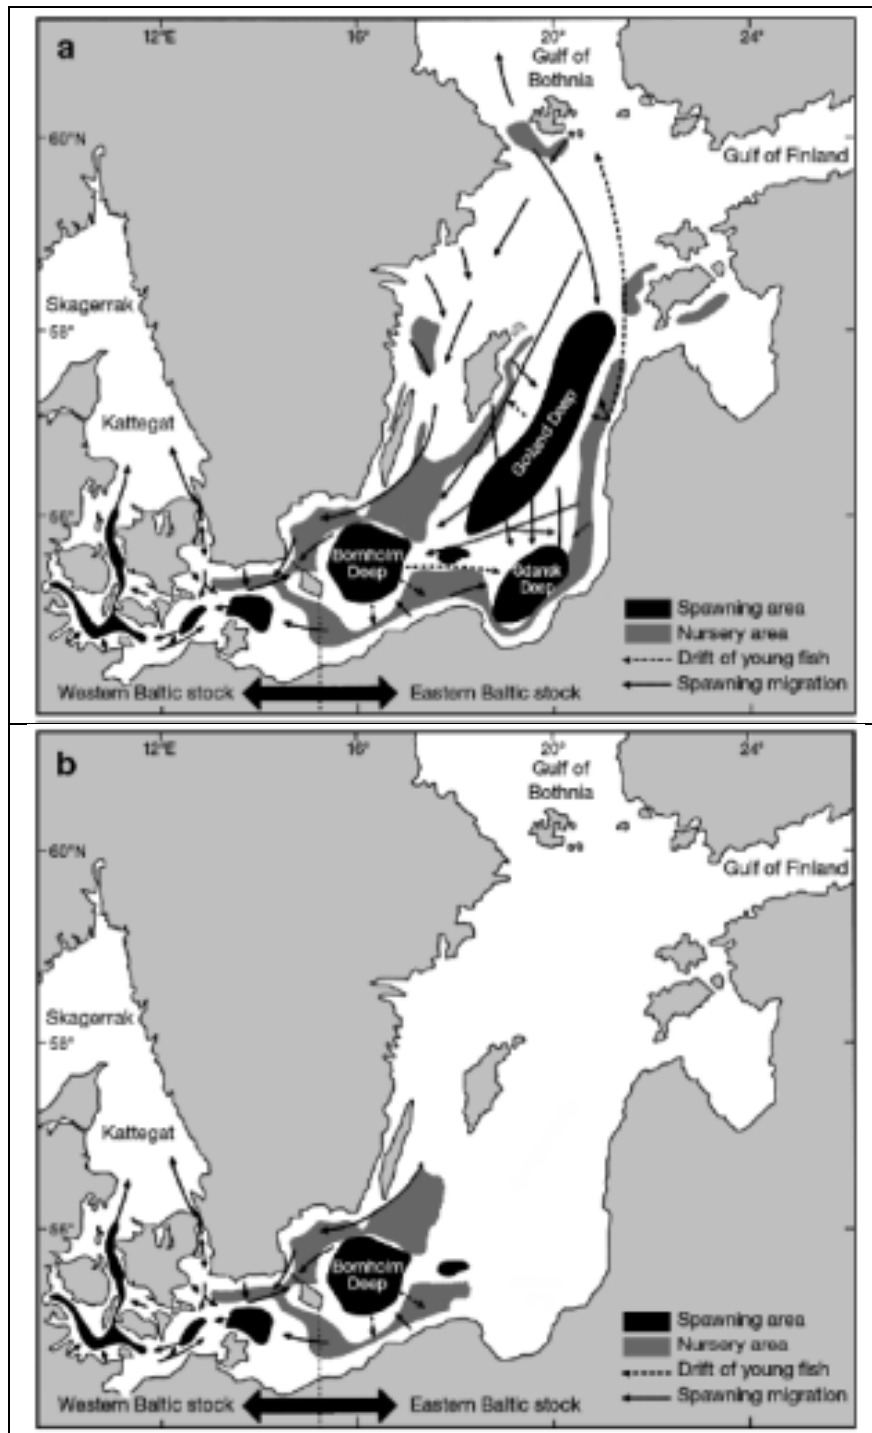 a
12°E 16° 20° 24°
Gulf of
Bothnia
60°N
Gulf of Finland
Skagerrak
58°
Kattegat
Gotland Deep
56°
Bornholm
Deep
Gdansk
Deep
Spawning area
Nursery area
Drift of young fish
Spawning migration
Western Baltic stock Eastern Baltic stock
b
12°E 16° 20° 24°
Gulf of
Bothnia
60°N
Gulf of Finland
Skagerrak
58°
Kattegat
56°
Bornholm
Deep
Spawning area
Nursery area
Drift of young fish
Spawning migration
Western Baltic stock Eastern Baltic stock